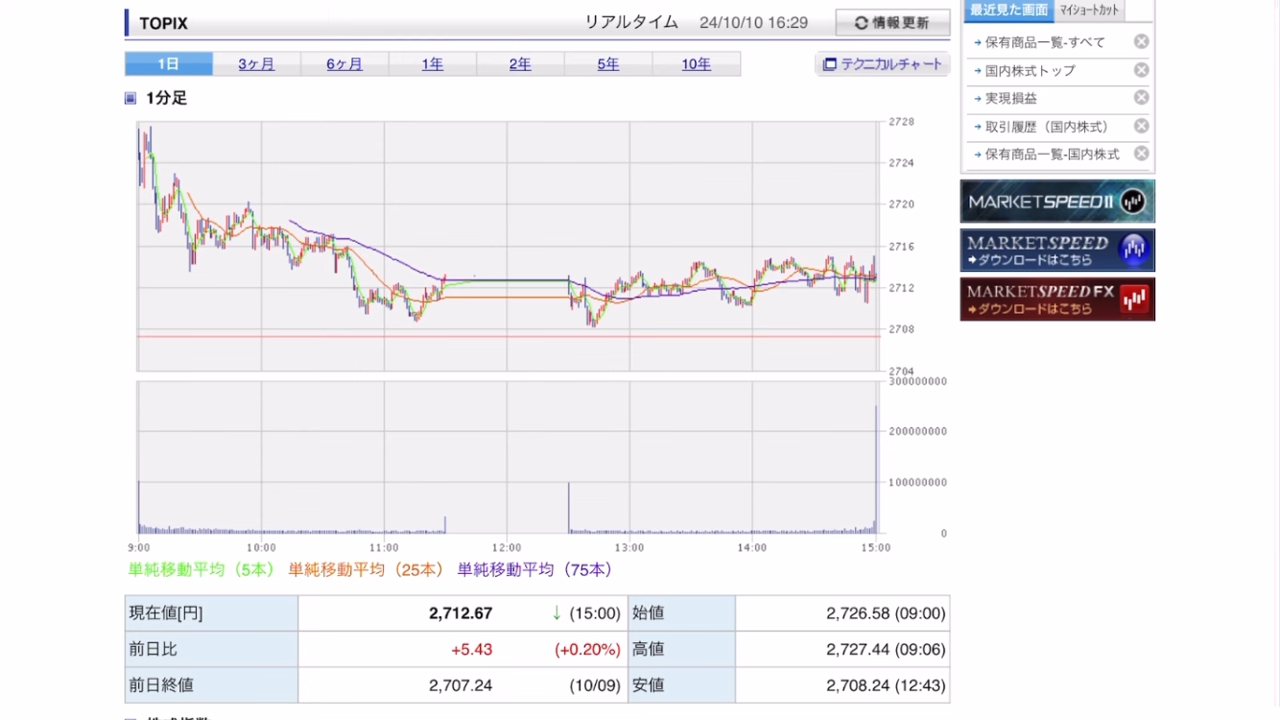 TOPIX
リアルタイム 24/10/10 16:29
情報更新
1日 3ヶ月 6ヶ月 1年 2年 5年 10年
テクニカルチャート
1分足
2728
2724
2720
2716
2712
2708
2704
300000000
200000000
100000000
0
9:00 10:00 11:00 12:00 13:00 14:00 15:00
単純移動平均（5本） 単純移動平均（25本） 単純移動平均（75本）
現在値[円] 2,712.67 ↓ (15:00) 始値 2,726.58 (09:00)
前日比 +5.43 (+0.20%) 高値 2,727.44 (09:06)
前日終値 2,707.24 (10/09) 安値 2,708.24 (12:43)
最近見た画面 マイショートカット
保有商品一覧-すべて
国内株式トップ
実現損益
取引履歴（国内株式）
保有商品一覧-国内株式
MARKETSPEED II
MARKETSPEED
ダウンロードはこちら
MARKETSPEED FX
ダウンロードはこちら